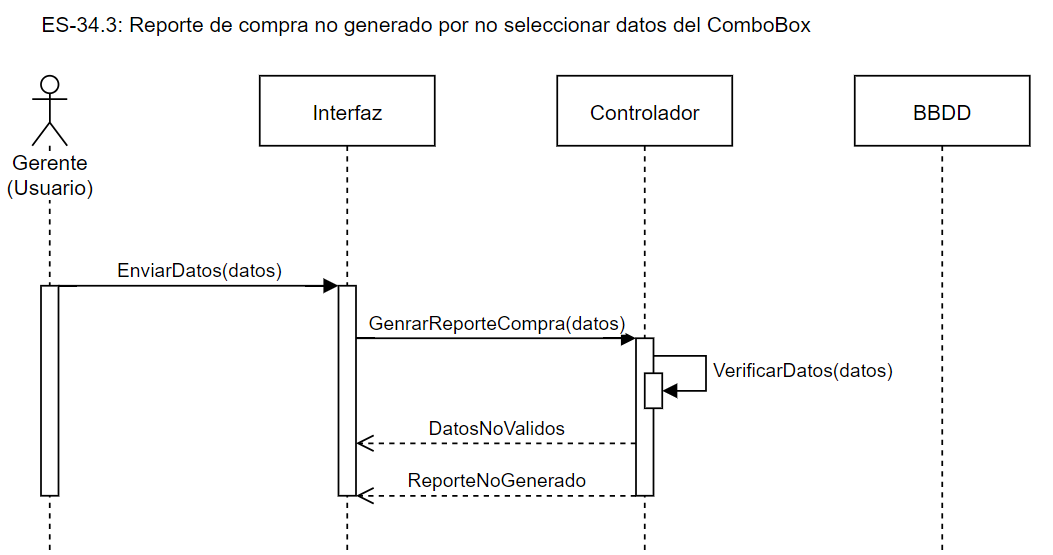 ES-34.3: Reporte de compra no generado por no seleccionar datos del ComboBox
Interfaz
Controlador
BBDD
Gerente
(Usuario)
EnviarDatos(datos)
GenrarReporteCompra(datos)
VerificarDatos(datos)
DatosNoValidos
ReporteNoGenerado